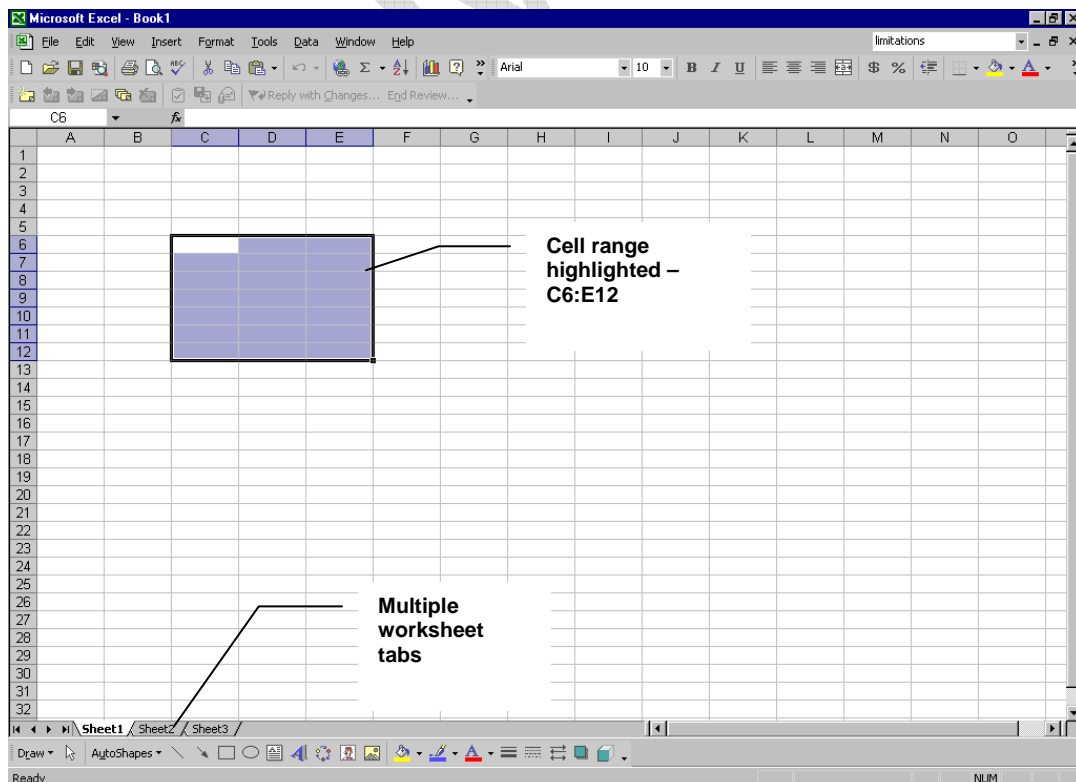 Microsoft Excel - Book1
File Edit View Insert Format Tools Data Window Help limitations
Arial 10 B I U $ %
Reply with Changes... End Review...
C6 fx
A B C D E F G H I J K L M N O
1
2
3
4
5
6
7
8
9
10
11
12
13
14
15
16
17
18
19
20
21
22
23
24
25
26
27
28
29
30
31
32
Cell range
highlighted –
C6:E12
Multiple
worksheet
tabs
Sheet1 Sheet2 Sheet3
Draw AutoShapes
Ready NUM